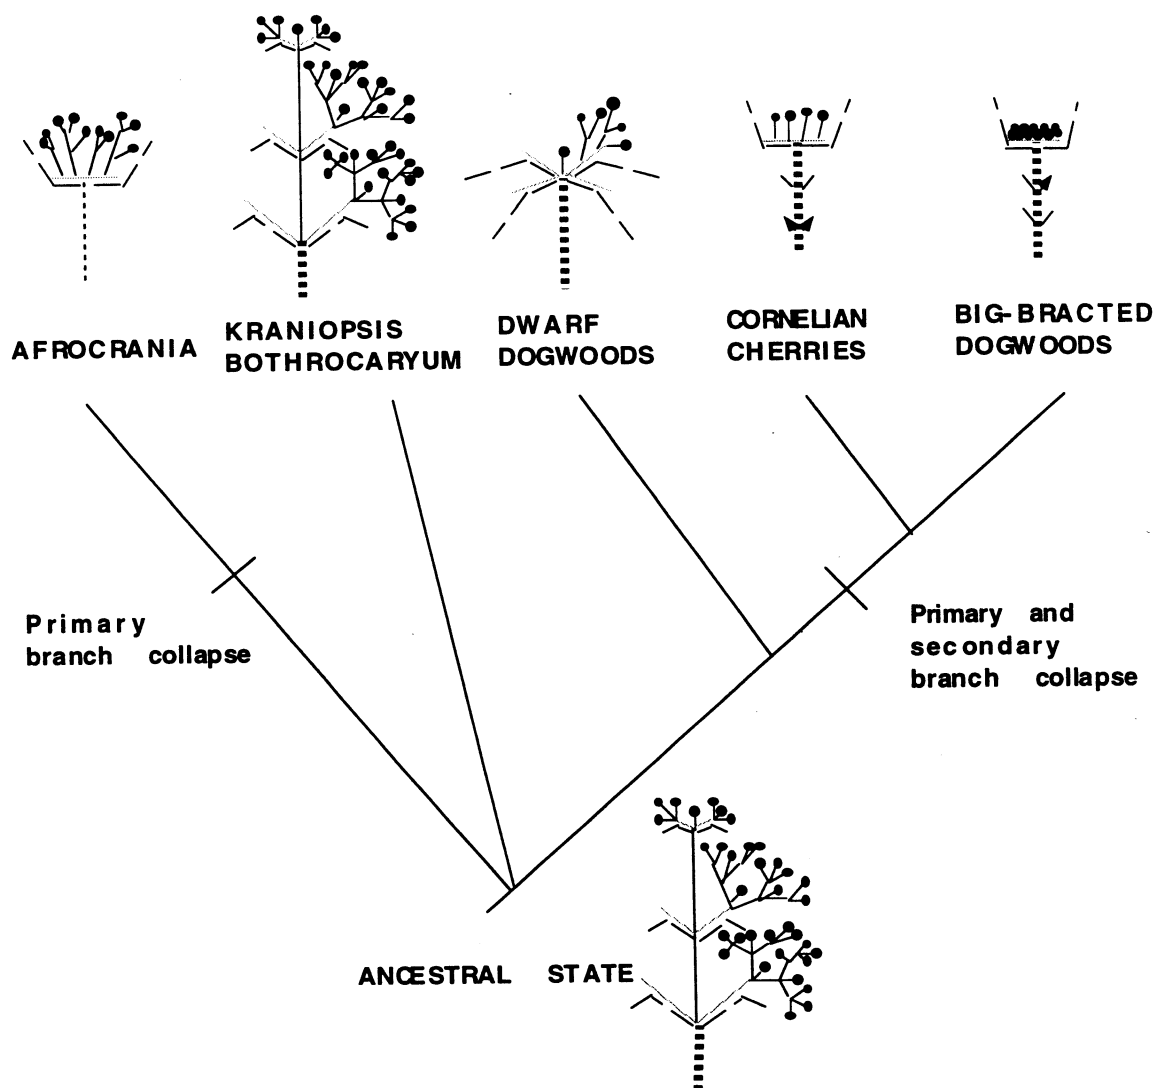 AFROCRANIA
KRANIOPSIS
BOTHROCARYUM
DWARF
DOGWOODS
CORNELIAN
CHERRIES
BIG-BRACTED
DOGWOODS
Primary
branch collapse
Primary and
secondary
branch collapse
ANCESTRAL STATE